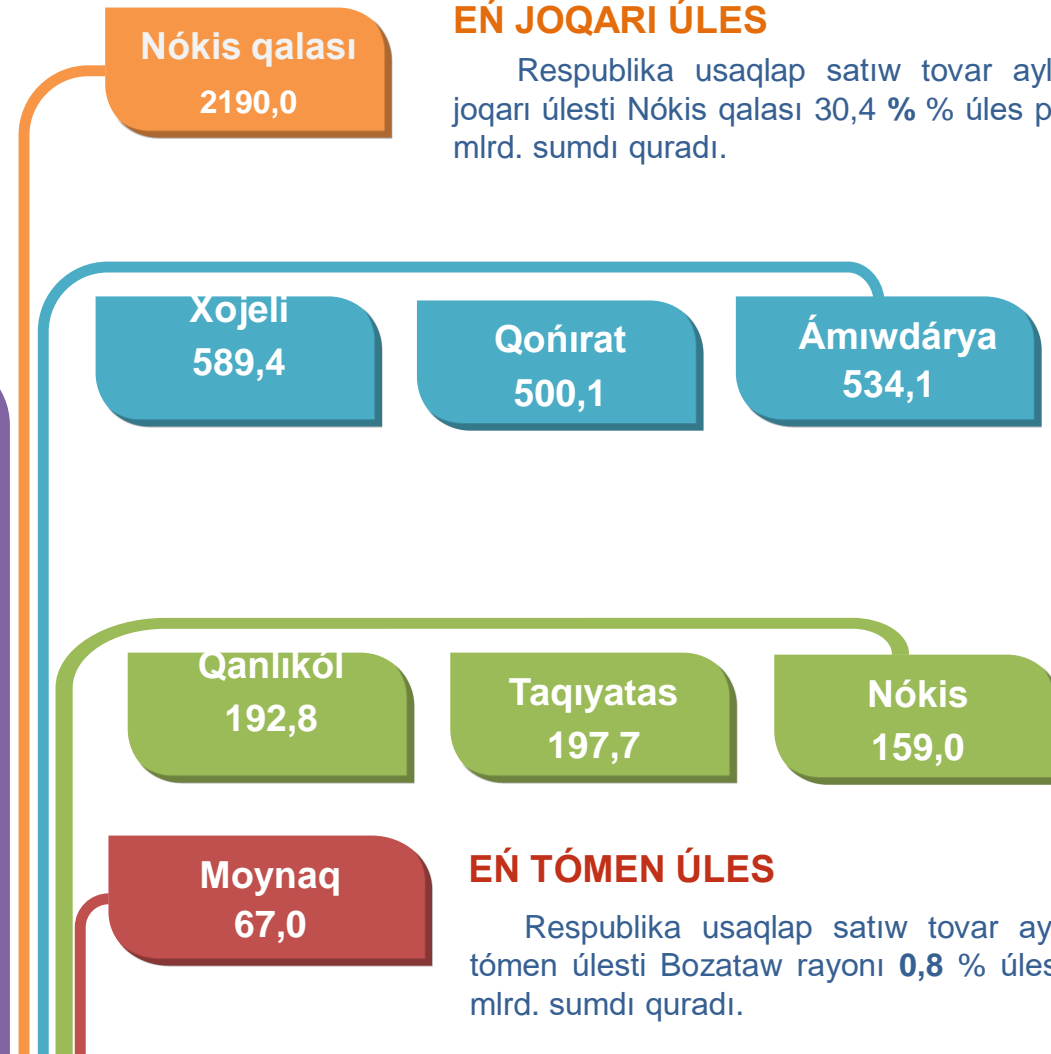 Nókis qalası
2190,0
EŃ JOQARI ÚLES
Respublika usaqlap satıw tovar
joqarı úlesti Nókis qalası 30,4 % % úles
mlrd. sumdı quradı.
Xojeli
589,4
Qońırat
500,1
Ámıwdárya
534,1
Qanlıkól
192,8
Taqıyatas
197,7
Nókis
159,0
Moynaq
67,0
EŃ TÓMEN ÚLES
Respublika usaqlap satıw tovar
tómen úlesti Bozataw rayonı 0,8 % úles
mlrd. sumdı quradı.